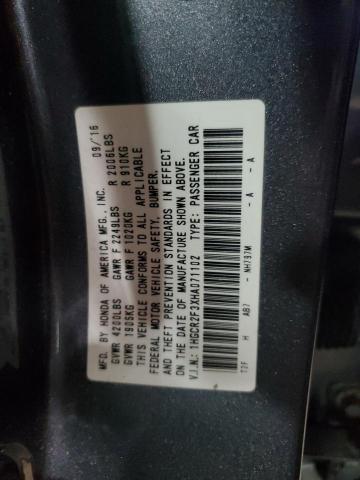 MFD. BY HONDA OF AMERICA MFG., INC. 09/16
GVWR 4200LBS GAWR F 2249LBS R 2006LBS
GVWR 1905KG GAWR F 1020KG R 910KG
THIS VEHICLE CONFORMS TO ALL APPLICABLE
FEDERAL MOTOR VEHICLE SAFETY, BUMPER,
AND THEFT PREVENTION STANDARDS IN EFFECT
ON THE DATE OF MANUFACTURE SHOWN ABOVE.
V.I.N.: 1HGCR2F3XHA071102 TYPE: PASSENGER CAR
T2F H AB7 - NH797M - A - A